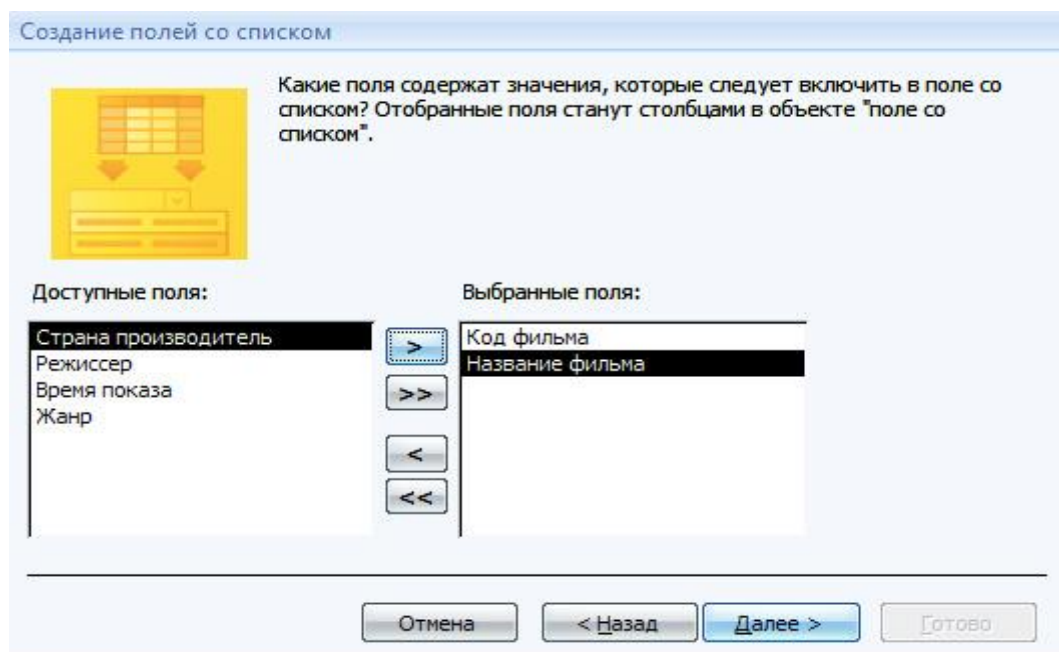 Создание полей со списком
Какие поля содержат значения, которые следует включить в поле со
списком? Отобранные поля станут столбцами в объекте "поле со
списком".
Доступные поля:
Выбранные поля:
Страна производитель
Режиссер
Время показа
Жанр
>
>>
<
<<
Код фильма
Название фильма
Отмена
< Назад
Далее >
Готово